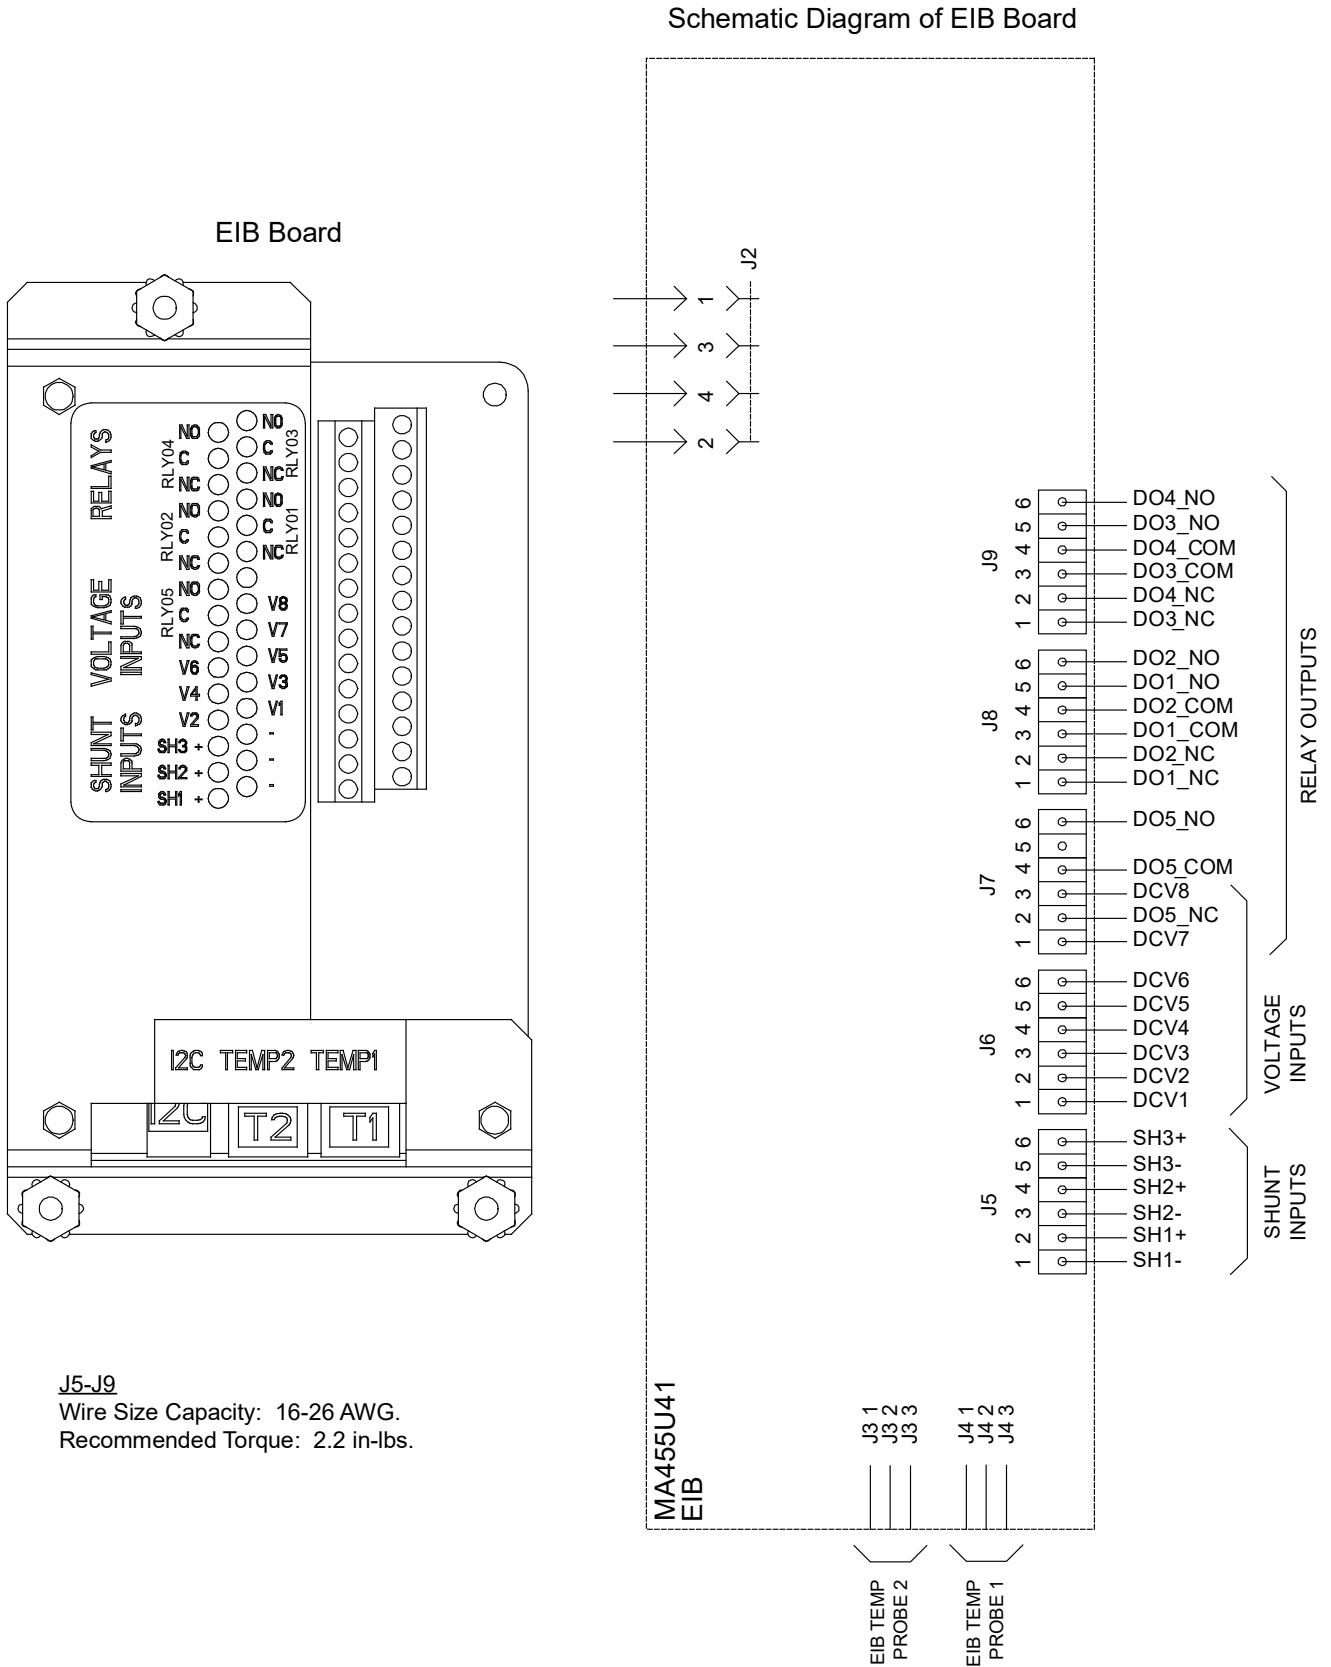 Schematic Diagram of EIB Board
EIB Board
RELAYS
VOLTAGE
INPUTS
SHUNT
INPUTS
RLY04
RLY02
RLY05
NO
C
NC
NO
C
NC
NO
C
NC
V6
V4
V2
SH3 +
SH2 +
SH1 +
NO
C
NC
NO
C
NC
V8
V7
V5
V3
V1
-
-
-
RLY03
RLY01
I2C TEMP2 TEMP1
I2C
T2
T1
J5-J9
Wire Size Capacity: 16-26 AWG.
Recommended Torque: 2.2 in-lbs.
J2
1
3
4
2
J9
6 DO4_NO
5 DO3_NO
4 DO4_COM
3 DO3_COM
2 DO4_NC
1 DO3_NC
J8
6 DO2_NO
5 DO1_NO
4 DO2_COM
3 DO1_COM
2 DO2_NC
1 DO1_NC
J7
6 DO5_NO
5
4 DO5_COM
3 DCV8
2 DO5_NC
1 DCV7
J6
6 DCV6
5 DCV5
4 DCV4
3 DCV3
2 DCV2
1 DCV1
J5
6 SH3+
5 SH3-
4 SH2+
3 SH2-
2 SH1+
1 SH1-
RELAY OUTPUTS
VOLTAGE
INPUTS
SHUNT
INPUTS
MA455U41
EIB
J3 1
J3 2
J3 3
J4 1
J4 2
J4 3
EIB TEMP
PROBE 2
EIB TEMP
PROBE 1